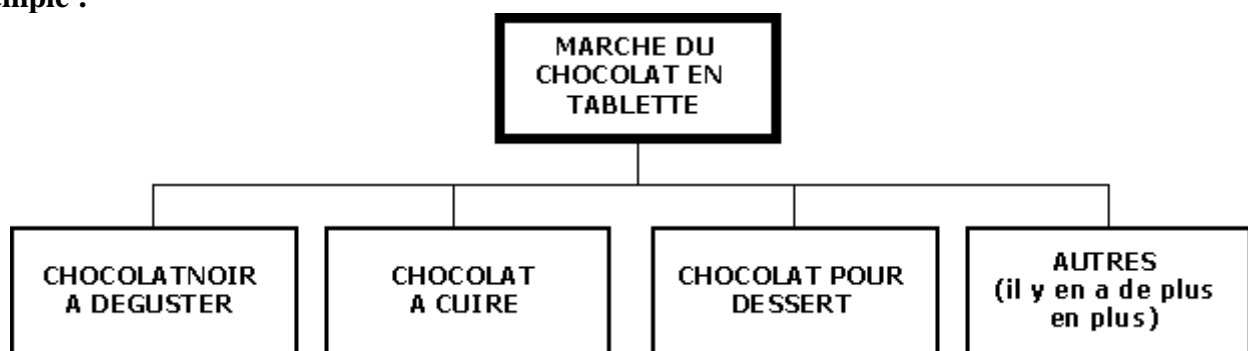 MARCHE DU
CHOCOLAT EN
TABLETTE
CHOCOLATNOIR
A DEGUSTER
CHOCOLAT
A CUIRE
CHOCOLAT POUR
DESSERT
AUTRES
(il y en a de plus
en plus)